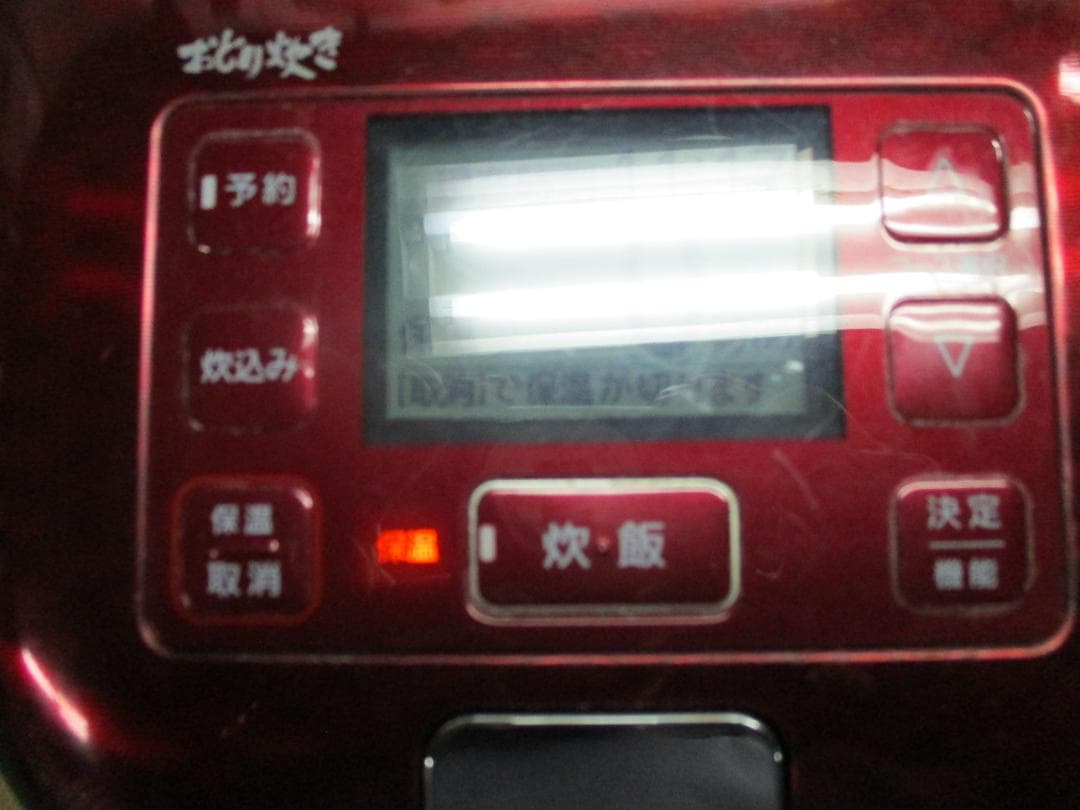 おどり炊き
予約
炊込み
[取消]で保温が切れます
保温
取消
保温
炊・飯
決定
機能